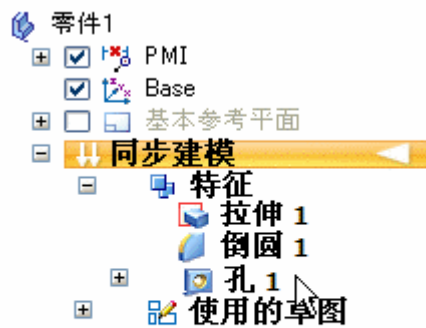 零件1
PMI
Base
基本参考平面
同步建模
特征
拉伸 1
倒圆 1
孔 1
使用的草图